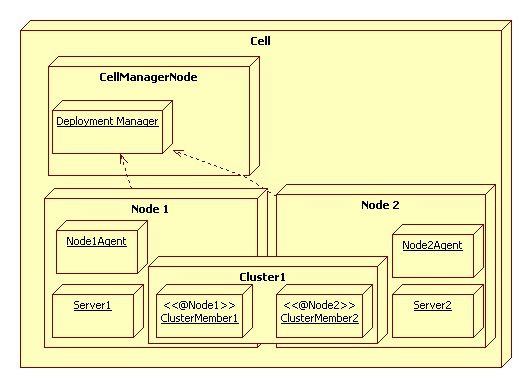 Cell
CellManagerNode
Deployment Manager
Node 1
Node 2
Node1Agent
Node2Agent
Cluster1
Server1
<<@Node1>>
ClusterMember1
<<@Node2>>
ClusterMember2
Server2